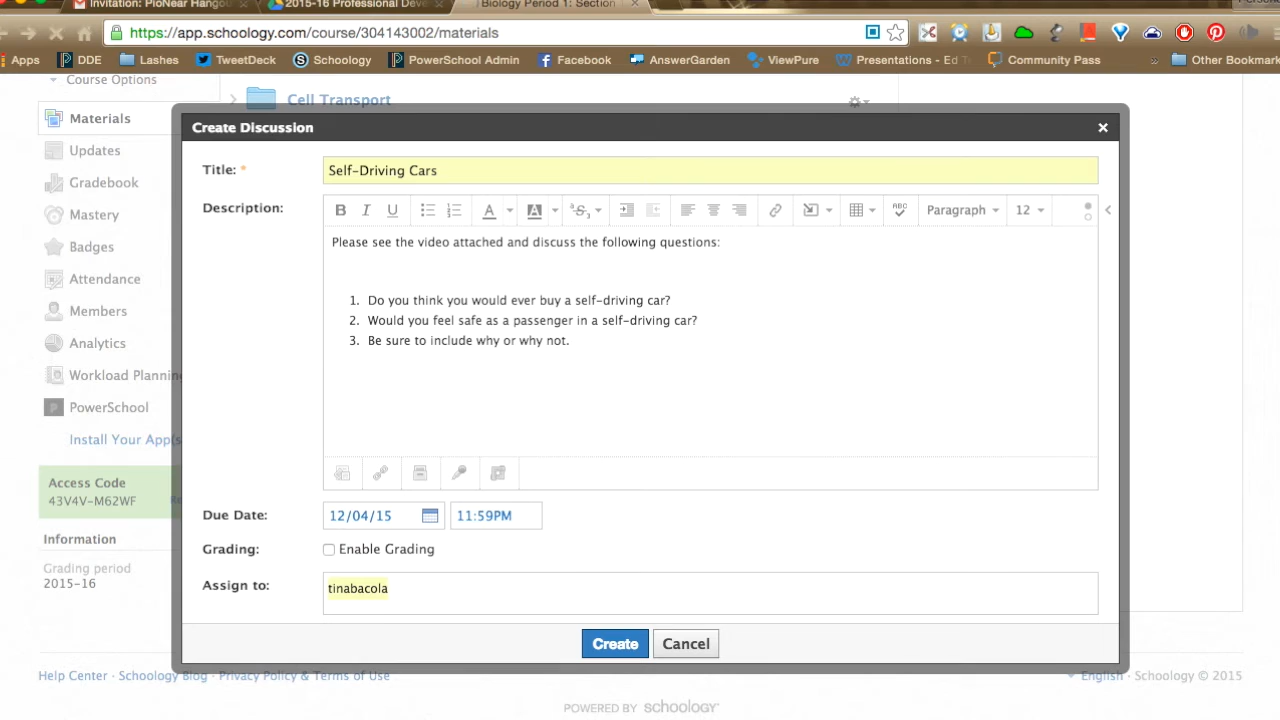 Invitation: PioNear Hangou
2015-16 Professional Deve
Biology Period 1: Section
https://app.schoology.com/course/304143002/materials
Apps
DDE
Lashes
TweetDeck
Schoology
PowerSchool Admin
Facebook
AnswerGarden
ViewPure
Presentations - Ed T
Community Pass
» Other Bookmark
Course Options
Cell Transport
Materials
Updates
Gradebook
Mastery
Badges
Attendance
Members
Analytics
Workload Planning
PowerSchool
Install Your App(s
Access Code
43V4V-M62WF
Information
Grading period
2015-16
Create Discussion
Title: *
Self-Driving Cars
Description:
B I U A A Paragraph 12
Please see the video attached and discuss the following questions:
1. Do you think you would ever buy a self-driving car?
2. Would you feel safe as a passenger in a self-driving car?
3. Be sure to include why or why not.
Due Date: 12/04/15 11:59PM
Grading: Enable Grading
Assign to: tinabacola
Create Cancel
Help Center · Schoology Blog · Privacy Policy & Terms of Use
English · Schoology © 2015
POWERED BY schoology